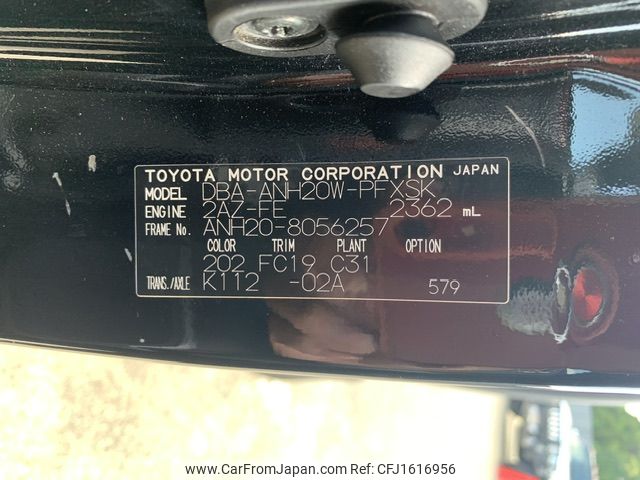 TOYOTA MOTOR CORPORATION JAPAN
MODEL DBA-ANH20W-PFXSK
ENGINE 2AZ-FE 2362 mL
FRAME No. ANH20-8056257
COLOR TRIM PLANT OPTION
202 FC19 C31
TRANS./AXLE K112 -02A 579
© www.CarFromJapan.com - CFJ1616956